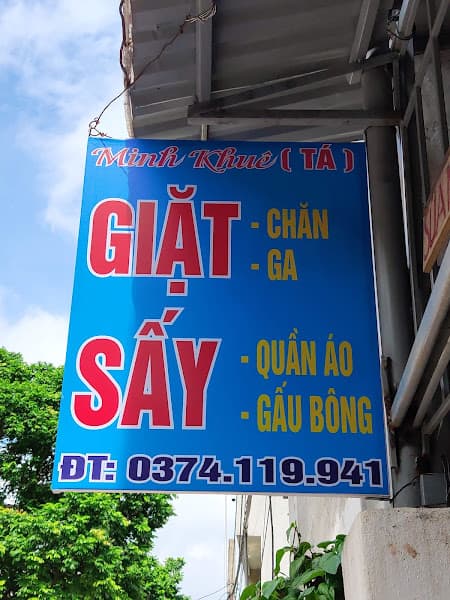 Minh Khuê ( TÁ )
GIẶT
- CHĂN
- GA
SẤY
- QUẦN ÁO
- GẤU BÔNG
ĐT: 0374.119.941